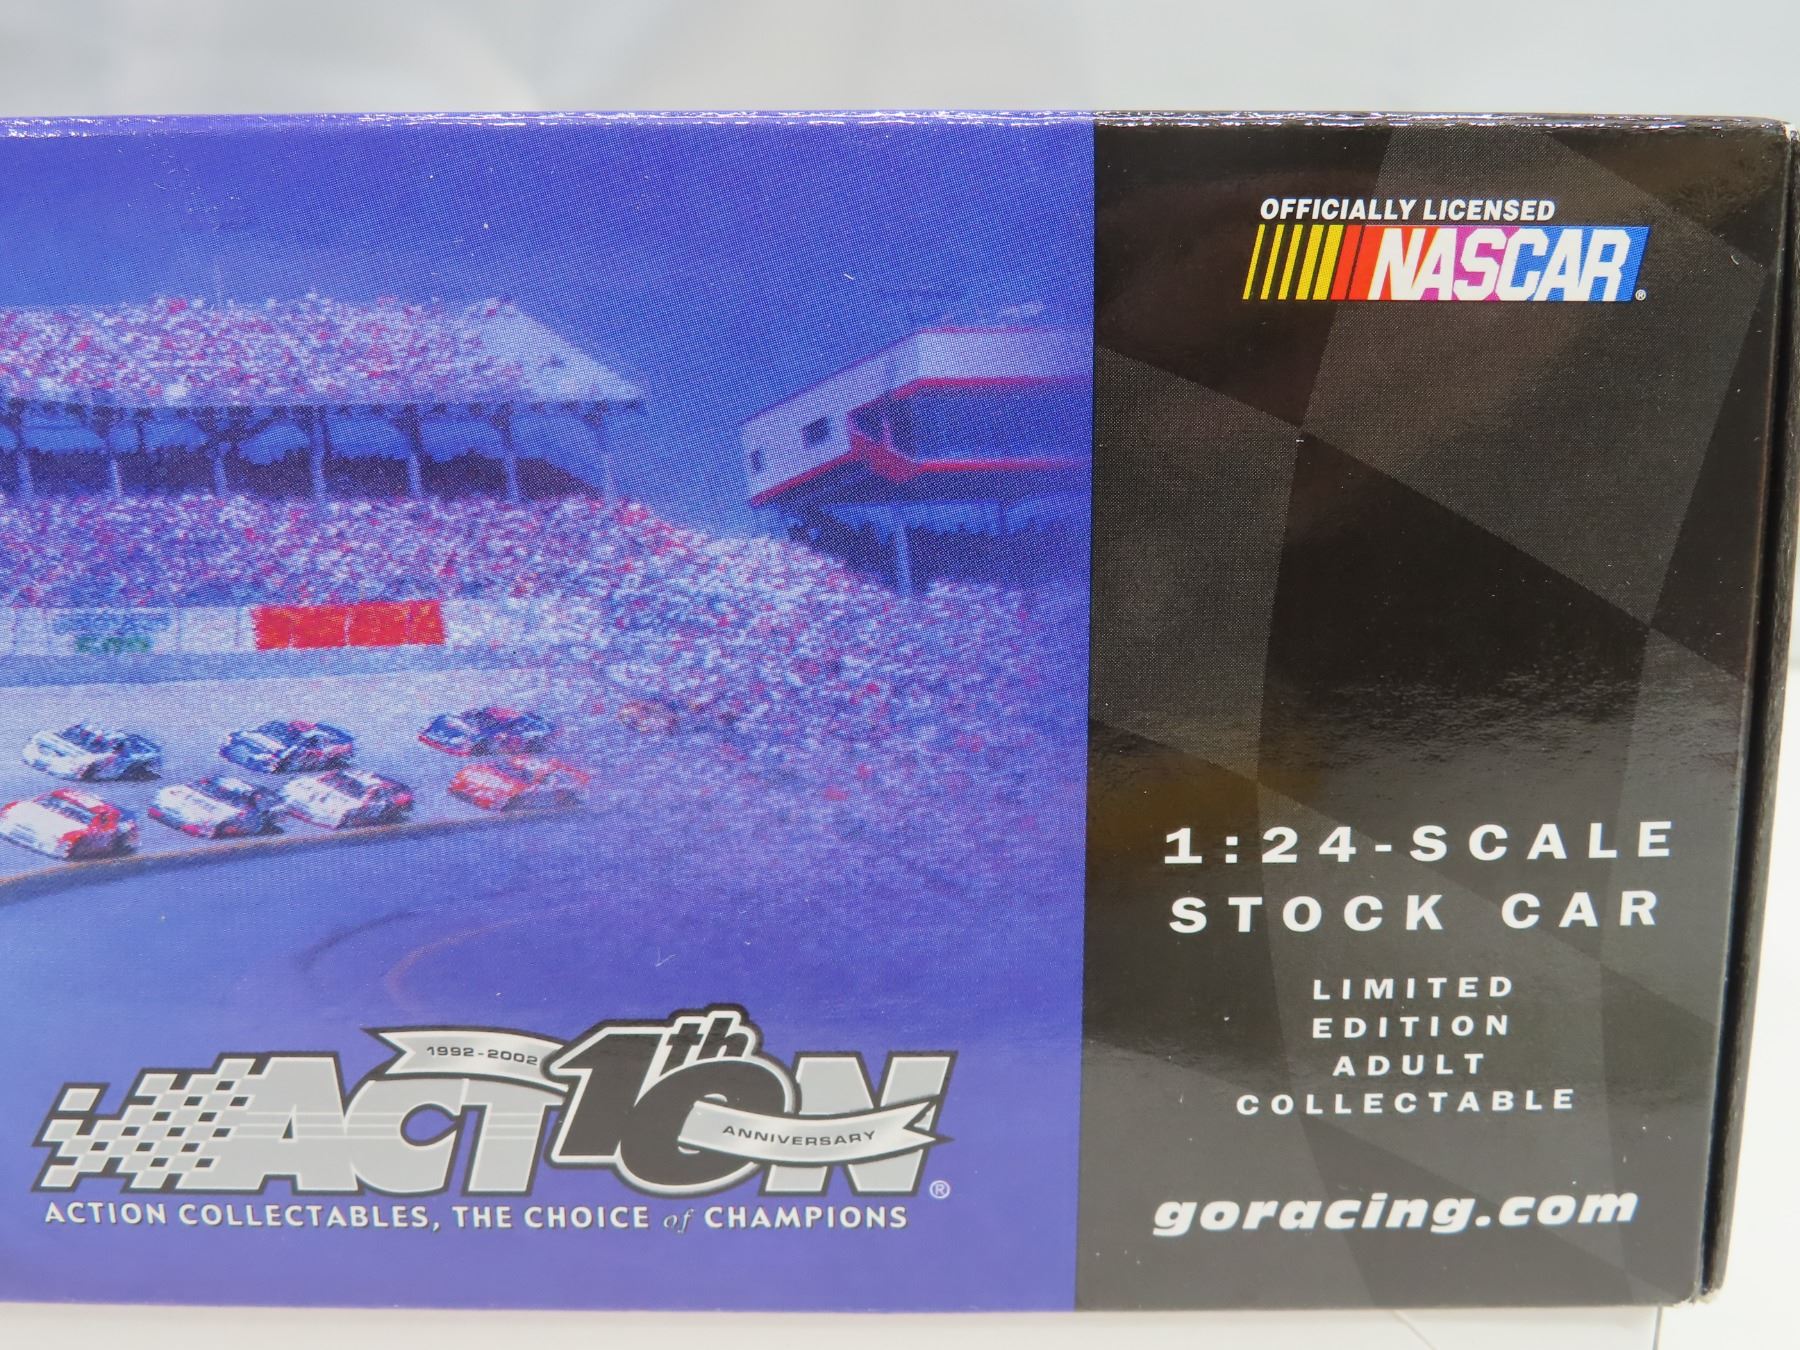 OFFICIALLY LICENSED
NASCAR®
1:24-SCALE
STOCK CAR
LIMITED
EDITION
ADULT
COLLECTABLE
goracing.com
1992-2002
10th
ACTION
ANNIVERSARY
®
ACTION COLLECTABLES, THE CHOICE of CHAMPIONS